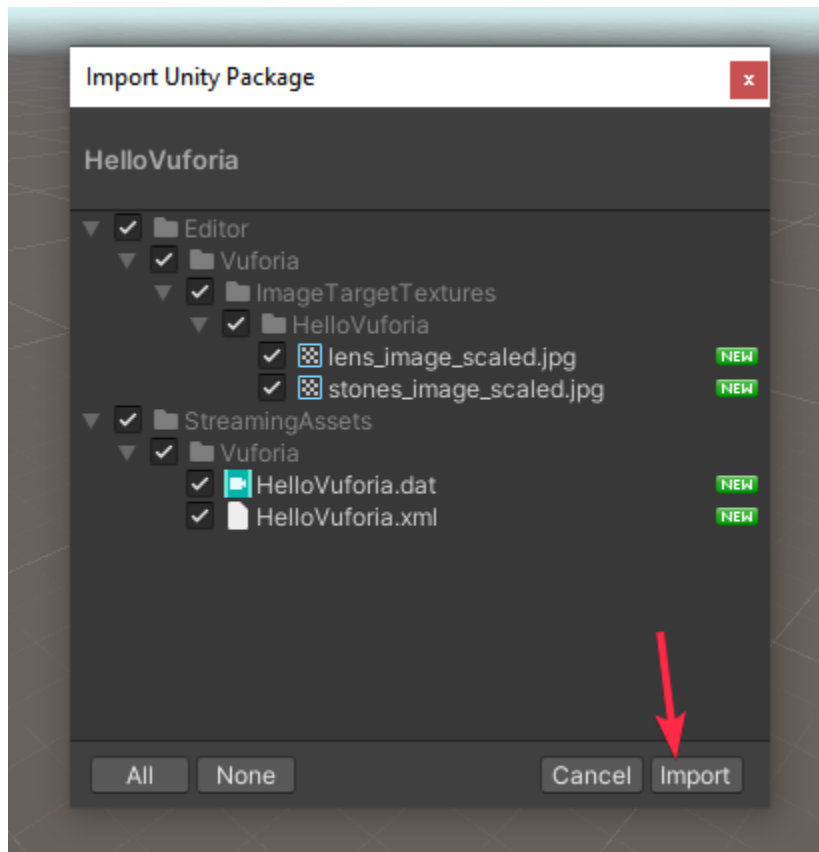 Import Unity Package
x
HelloVuforia
Editor
Vuforia
ImageTargetTextures
HelloVuforia
lens_image_scaled.jpg NEW
stones_image_scaled.jpg NEW
StreamingAssets
Vuforia
HelloVuforia.dat NEW
HelloVuforia.xml NEW
All None Cancel Import